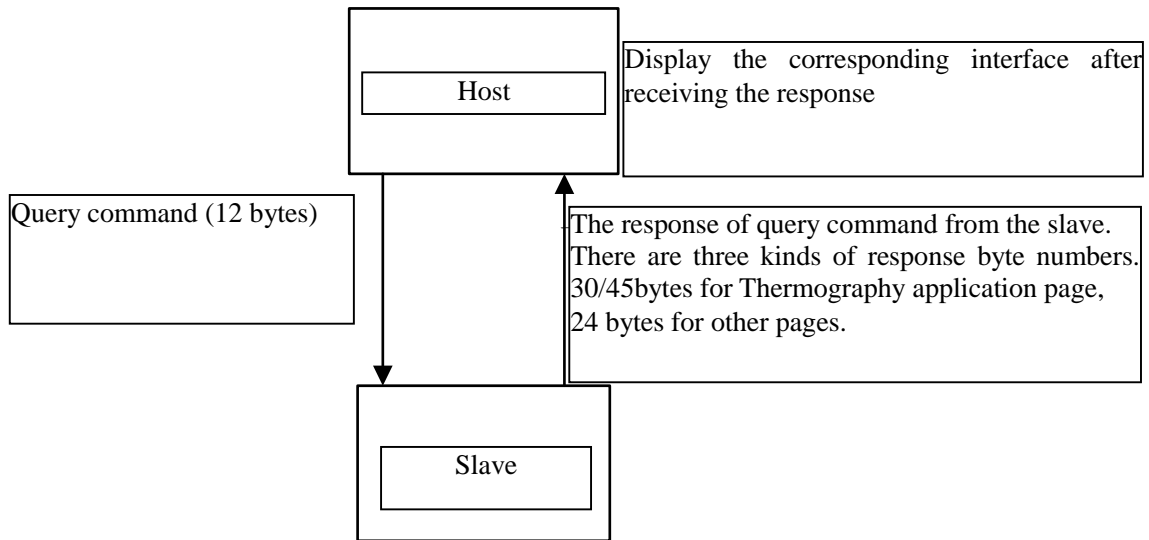 Host
Display the corresponding interface after
receiving the response
Query command (12 bytes)
The response of query command from the slave.
There are three kinds of response byte numbers.
30/45bytes for Thermography application page,
24 bytes for other pages.
Slave